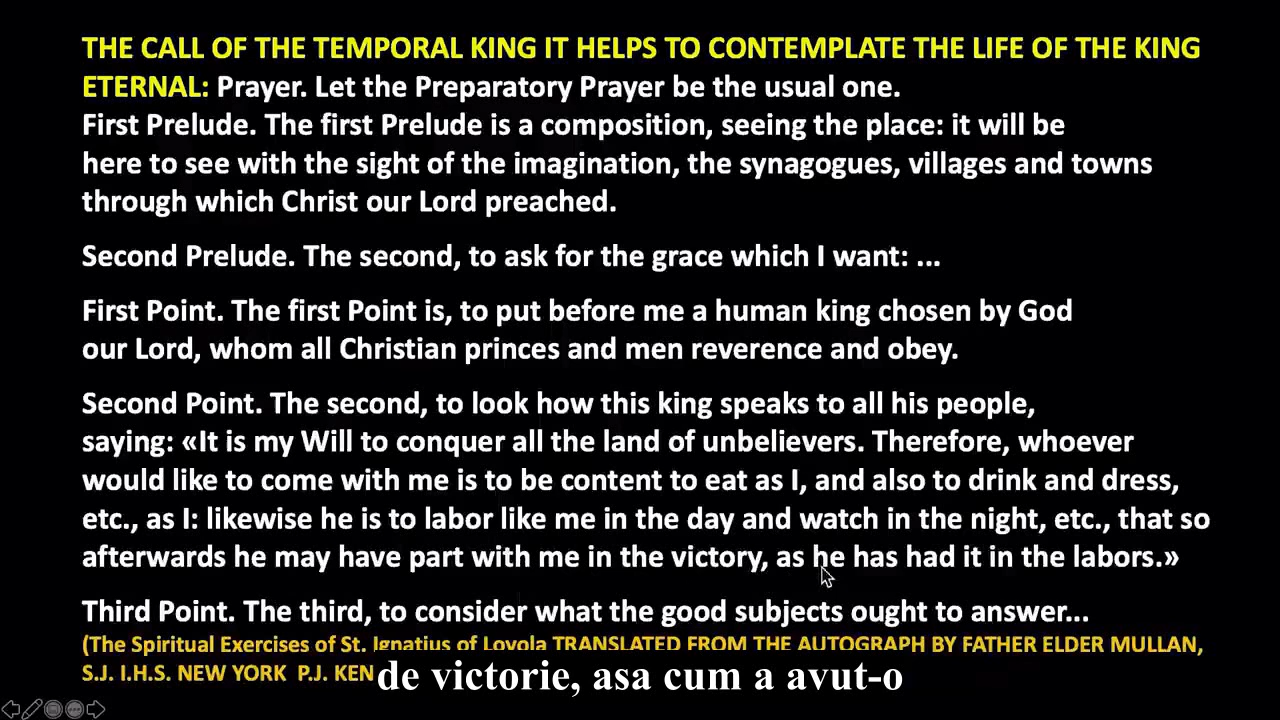 THE CALL OF THE TEMPORAL KING IT HELPS TO CONTEMPLATE THE LIFE OF THE KING
ETERNAL: Prayer. Let the Preparatory Prayer be the usual one.
First Prelude. The first Prelude is a composition, seeing the place: it will be
here to see with the sight of the imagination, the synagogues, villages and towns
through which Christ our Lord preached.
Second Prelude. The second, to ask for the grace which I want: ...
First Point. The first Point is, to put before me a human king chosen by God
our Lord, whom all Christian princes and men reverence and obey.
Second Point. The second, to look how this king speaks to all his people,
saying: «It is my Will to conquer all the land of unbelievers. Therefore, whoever
would like to come with me is to be content to eat as I, and also to drink and dress,
etc., as I: likewise he is to labor like me in the day and watch in the night, etc., that so
afterwards he may have part with me in the victory, as he has had it in the labors.»
Third Point. The third, to consider what the good subjects ought to answer...
(The Spiritual Exercises of St. Ignatius of Loyola TRANSLATED FROM THE AUTOGRAPH BY FATHER ELDER MULLAN,
S.J. I.H.S. NEW YORK P.J. KEN
de victorie, asa cum a avut-o